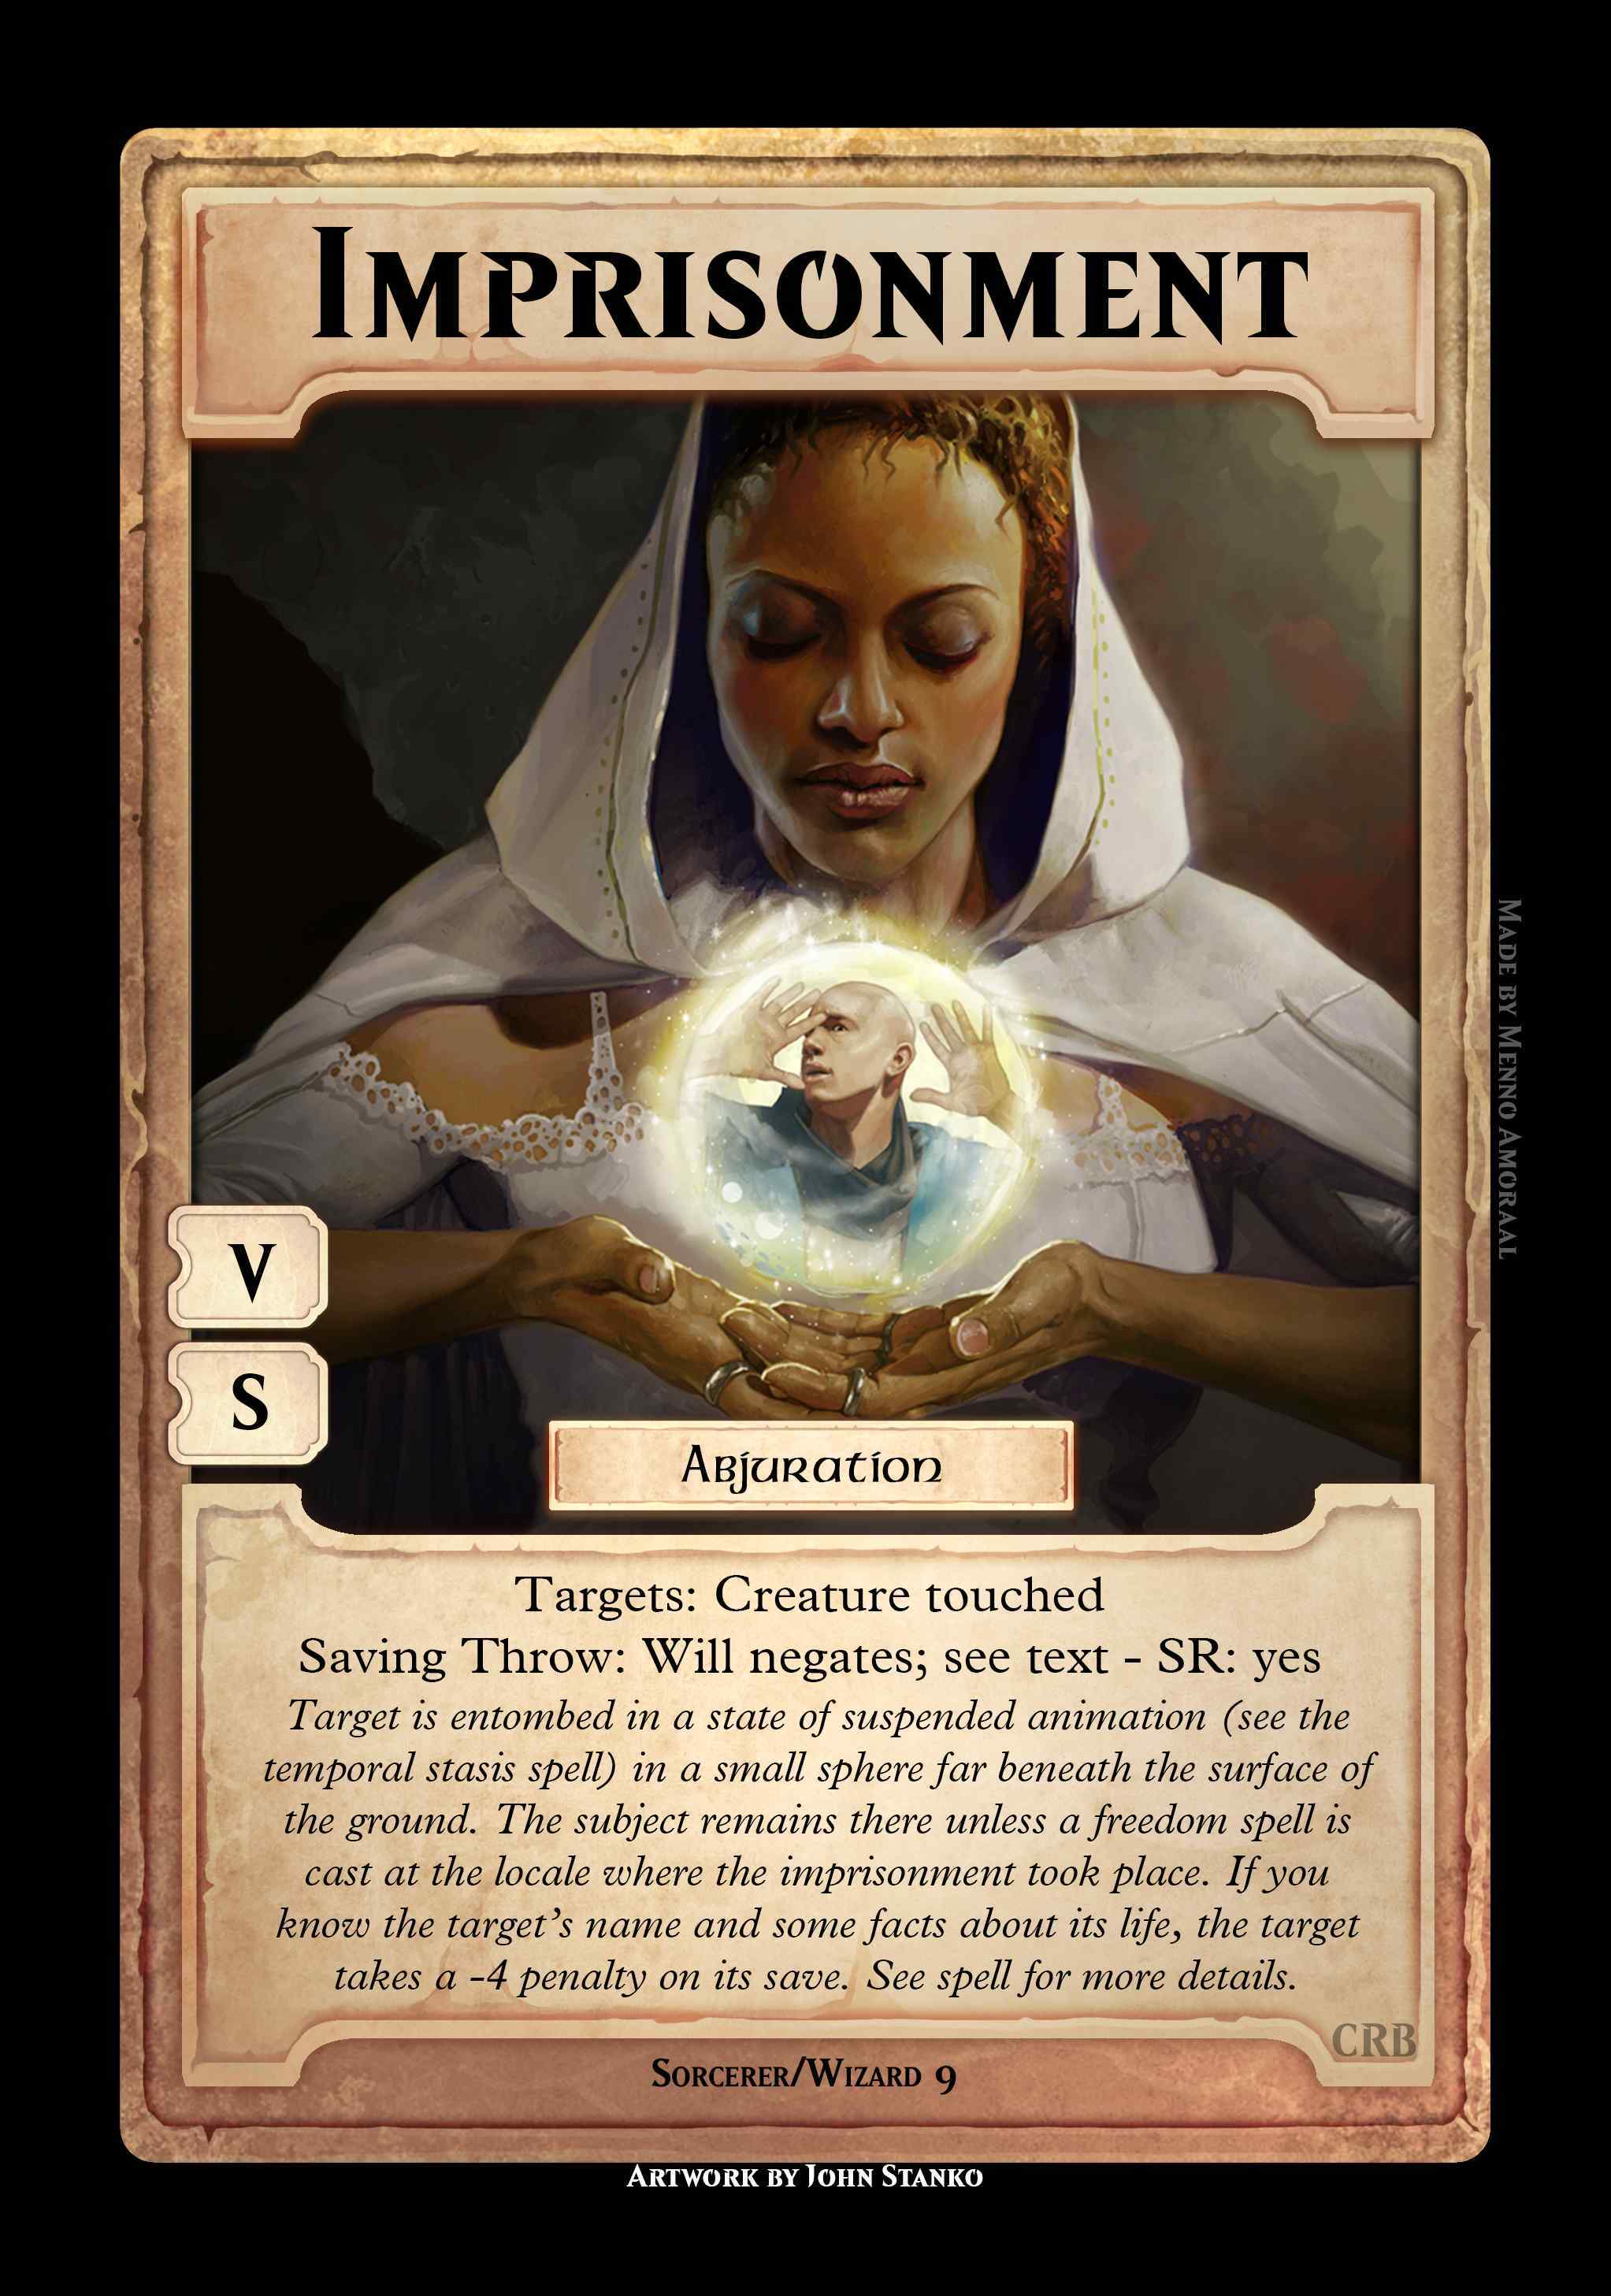 Imprisonment
Made by Menno Amoraal
V
S
Abjuration
Targets: Creature touched
Saving Throw: Will negates; see text - SR: yes
Target is entombed in a state of suspended animation (see the
temporal stasis spell) in a small sphere far beneath the surface of
the ground. The subject remains there unless a freedom spell is
cast at the locale where the imprisonment took place. If you
know the target's name and some facts about its life, the target
takes a -4 penalty on its save. See spell for more details.
CRB
Sorcerer/Wizard 9
Artwork by John Stanko